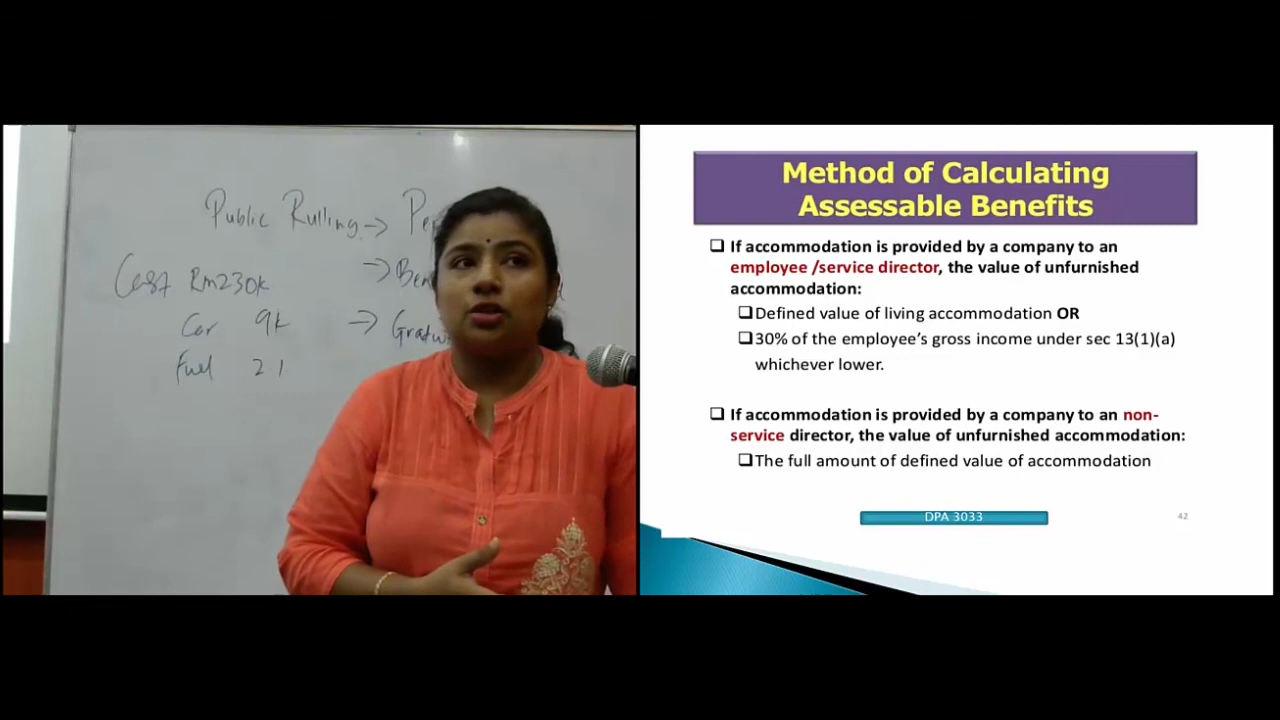 Public Rulling →
Cost Rm230k
Car 9k
Fuel 21
Method of Calculating
Assessable Benefits
❑ If accommodation is provided by a company to an
employee /service director, the value of unfurnished
accommodation:
❑Defined value of living accommodation OR
❑30% of the employee's gross income under sec 13(1)(a)
whichever lower.
❑ If accommodation is provided by a company to an non-
service director, the value of unfurnished accommodation:
❑The full amount of defined value of accommodation
DPA 3033
42